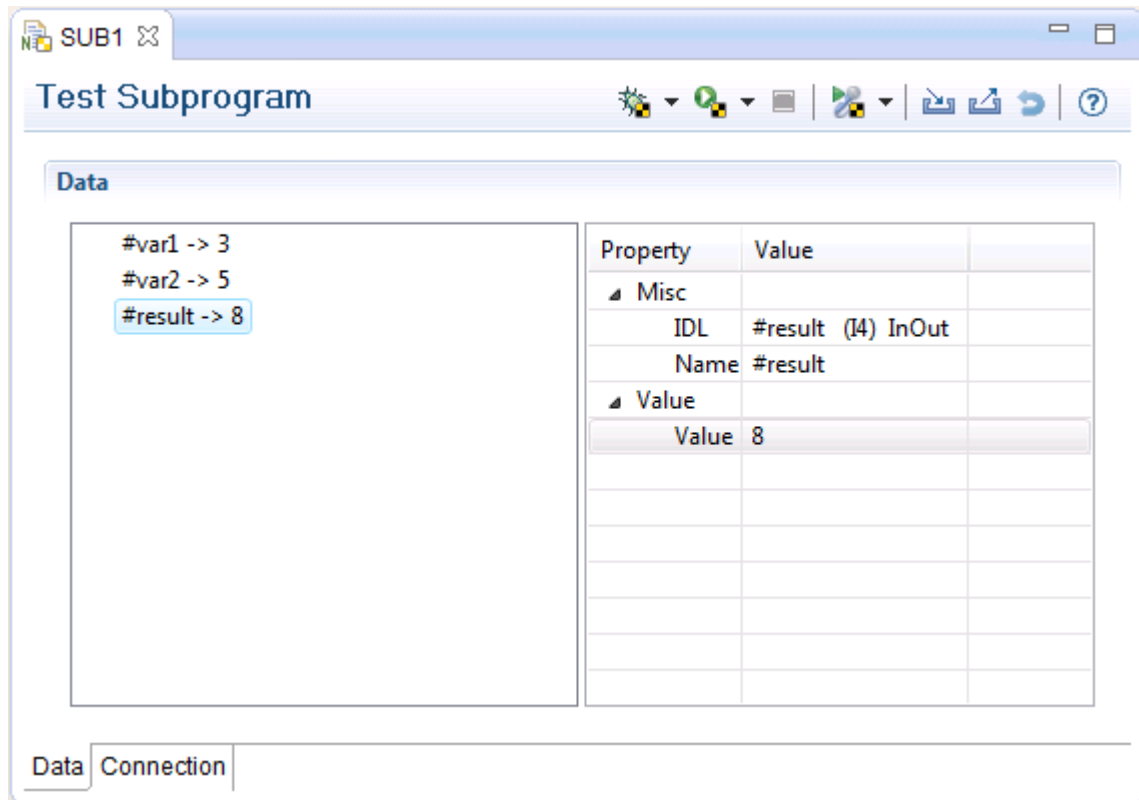 SUB1
Test Subprogram
Data
#var1 -> 3
#var2 -> 5
#result -> 8
Property Value
Misc
IDL #result (I4) InOut
Name #result
Value
Value 8
Data Connection